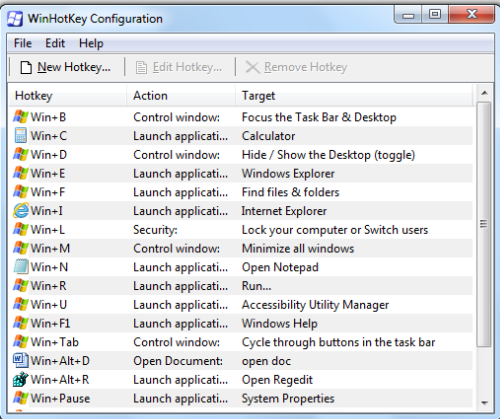 WinHotKey Configuration
File Edit Help
New Hotkey... Edit Hotkey... Remove Hotkey
Hotkey Action Target
Win+B Control window: Focus the Task Bar & Desktop
Win+C Launch applicati... Calculator
Win+D Control window: Hide / Show the Desktop (toggle)
Win+E Launch applicati... Windows Explorer
Win+F Launch applicati... Find files & folders
Win+I Launch applicati... Internet Explorer
Win+L Security: Lock your computer or Switch users
Win+M Control window: Minimize all windows
Win+N Launch applicati... Open Notepad
Win+R Launch applicati... Run...
Win+U Launch applicati... Accessibility Utility Manager
Win+F1 Launch applicati... Windows Help
Win+Tab Control window: Cycle through buttons in the task bar
Win+Alt+D Open Document: open doc
Win+Alt+R Launch applicati... Open Regedit
Win+Pause Launch applicati... System Properties